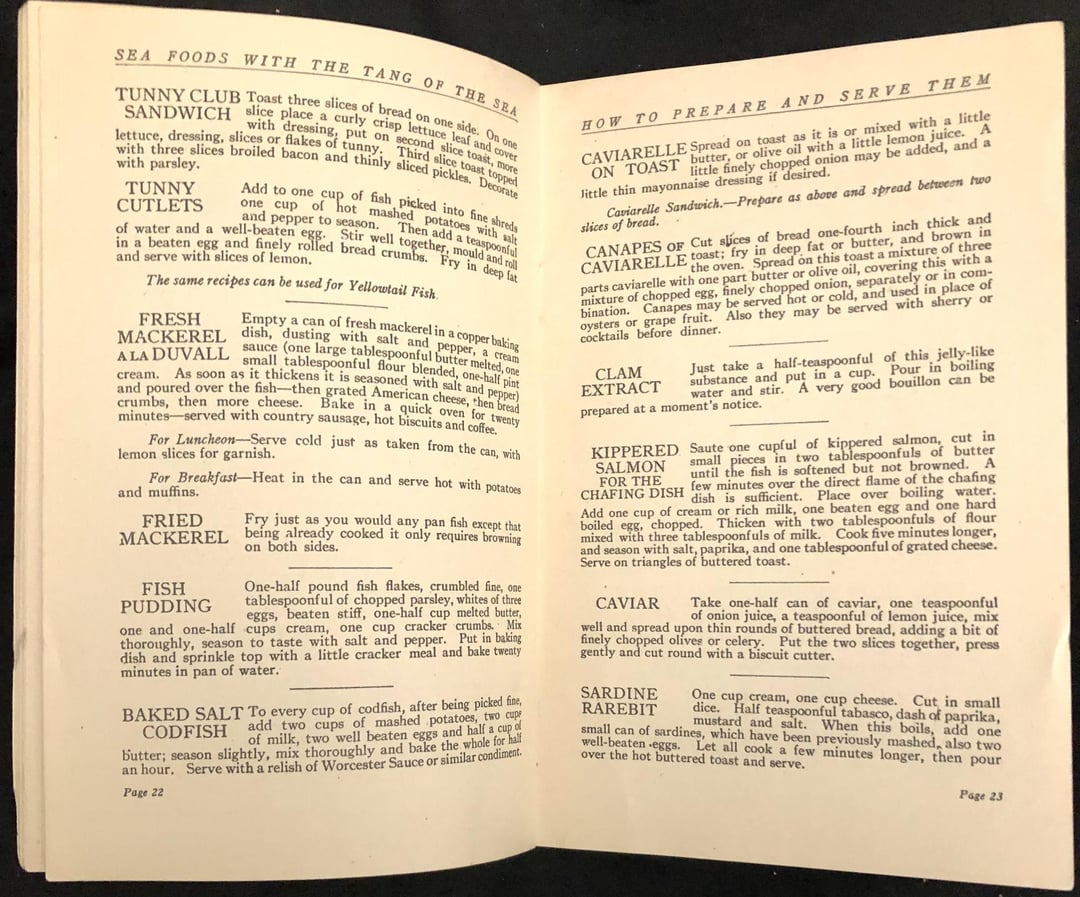 SEA FOODS WITH THE TANG OF THE SEA
TUNNY CLUB Toast three slices of bread on one side. On one
SANDWICH slice place a curly crisp lettuce leaf and cover
with dressing, put on second slice toast, more
lettuce, dressing, slices or flakes of tunny. Third slice toast topped
with three slices broiled bacon and thinly sliced pickles. Decorate
with parsley.
TUNNY Add to one cup of fish picked into fine shreds
CUTLETS one cup of hot mashed potatoes with salt
and pepper to season. Then add a teaspoonful
of water and a well-beaten egg. Stir well together, mould and roll
in a beaten egg and finely rolled bread crumbs. Fry in deep fat
and serve with slices of lemon.
The same recipes can be used for Yellowtail Fish.
FRESH Empty a can of fresh mackerel in a copper baking
MACKEREL dish, dusting with salt and pepper, a cream
A LA DUVALL sauce (one large tablespoonful butter melted, one
small tablespoonful flour blended, one-half pint
cream. As soon as it thickens it is seasoned with salt and pepper)
and poured over the fish—then grated American cheese, then bread
crumbs, then more cheese. Bake in a quick oven for twenty
minutes—served with country sausage, hot biscuits and coffee.
For Luncheon—Serve cold just as taken from the can, with
lemon slices for garnish.
For Breakfast—Heat in the can and serve hot with potatoes
and muffins.
FRIED Fry just as you would any pan fish except that
MACKEREL being already cooked it only requires browning
on both sides.
FISH One-half pound fish flakes, crumbled fine, one
PUDDING tablespoonful of chopped parsley, whites of three
eggs, beaten stiff, one-half cup melted butter,
one and one-half cups cream, one cup cracker crumbs. Mix
thoroughly, season to taste with salt and pepper. Put in baking
dish and sprinkle top with a little cracker meal and bake twenty
minutes in pan of water.
BAKED SALT To every cup of codfish, after being picked fine,
CODFISH add two cups of mashed potatoes, two cups
of milk, two well beaten eggs and half a cup of
butter; season slightly, mix thoroughly and bake the whole for half
an hour. Serve with a relish of Worcester Sauce or similar condiment.
Page 22
HOW TO PREPARE AND SERVE THEM
CAVIARELLE Spread on toast as it is or mixed with a little
ON TOAST butter, or olive oil with a little lemon juice. A
little finely chopped onion may be added, and a
little thin mayonnaise dressing if desired.
Caviarelle Sandwich.—Prepare as above and spread between two
slices of bread.
CANAPES OF Cut slices of bread one-fourth inch thick and
CAVIARELLE toast; fry in deep fat or butter, and brown in
the oven. Spread on this toast a mixture of three
parts caviarelle with one part butter or olive oil, covering this with a
mixture of chopped egg, finely chopped onion, separately or in com-
bination. Canapes may be served hot or cold, and used in place of
oysters or grape fruit. Also they may be served with sherry or
cocktails before dinner.
CLAM Just take a half-teaspoonful of this jelly-like
EXTRACT substance and put in a cup. Pour in boiling
water and stir. A very good bouillon can be
prepared at a moment's notice.
KIPPERED Saute one cupful of kippered salmon, cut in
SALMON small pieces in two tablespoonfuls of butter
FOR THE until the fish is softened but not browned. A
CHAFING DISH few minutes over the direct flame of the chafing
dish is sufficient. Place over boiling water.
Add one cup of cream or rich milk, one beaten egg and one hard
boiled egg, chopped. Thicken with two tablespoonfuls of flour
mixed with three tablespoonfuls of milk. Cook five minutes longer,
and season with salt, paprika, and one tablespoonful of grated cheese.
Serve on triangles of buttered toast.
CAVIAR Take one-half can of caviar, one teaspoonful
of onion juice, a teaspoonful of lemon juice, mix
well and spread upon thin rounds of buttered bread, adding a bit of
finely chopped olives or celery. Put the two slices together, press
gently and cut round with a biscuit cutter.
SARDINE One cup cream, one cup cheese. Cut in small
RAREBIT dice. Half teaspoonful tabasco, dash of paprika,
mustard and salt. When this boils, add one
small can of sardines, which have been previously mashed, also two
well-beaten eggs. Let all cook a few minutes longer, then pour
over the hot buttered toast and serve.
Page 23